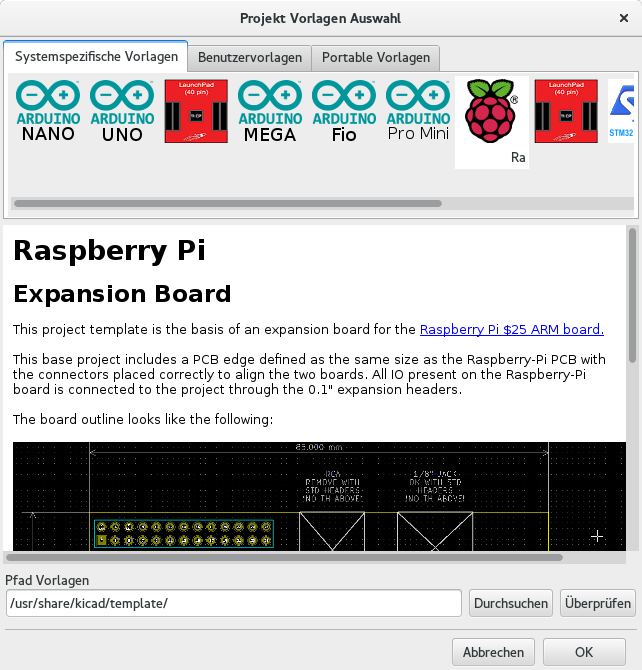 Projekt Vorlagen Auswahl
Systemspezifische Vorlagen
Benutzervorlagen
Portable Vorlagen
ARDUINO NANO
ARDUINO UNO
LaunchPad (40 pin)
ARDUINO MEGA
ARDUINO Fio
ARDUINO Pro Mini
Ra
LaunchPad (40 pin)
STM32
Raspberry Pi
Expansion Board
This project template is the basis of an expansion board for the Raspberry Pi $25 ARM board.
This base project includes a PCB edge defined as the same size as the Raspberry-Pi PCB with
the connectors placed correctly to align the two boards. All IO present on the Raspberry-Pi
board is connected to the project through the 0.1" expansion headers.
The board outline looks like the following:
85.000 mm
RCA
REMOVE WITH
STD HEADERS
!NO TH ABOVE!
1/8" JACK
OK WITH STD
HEADERS
!NO TH ABOVE!
Pfad Vorlagen
/usr/share/kicad/template/
Durchsuchen
Überprüfen
Abbrechen
OK